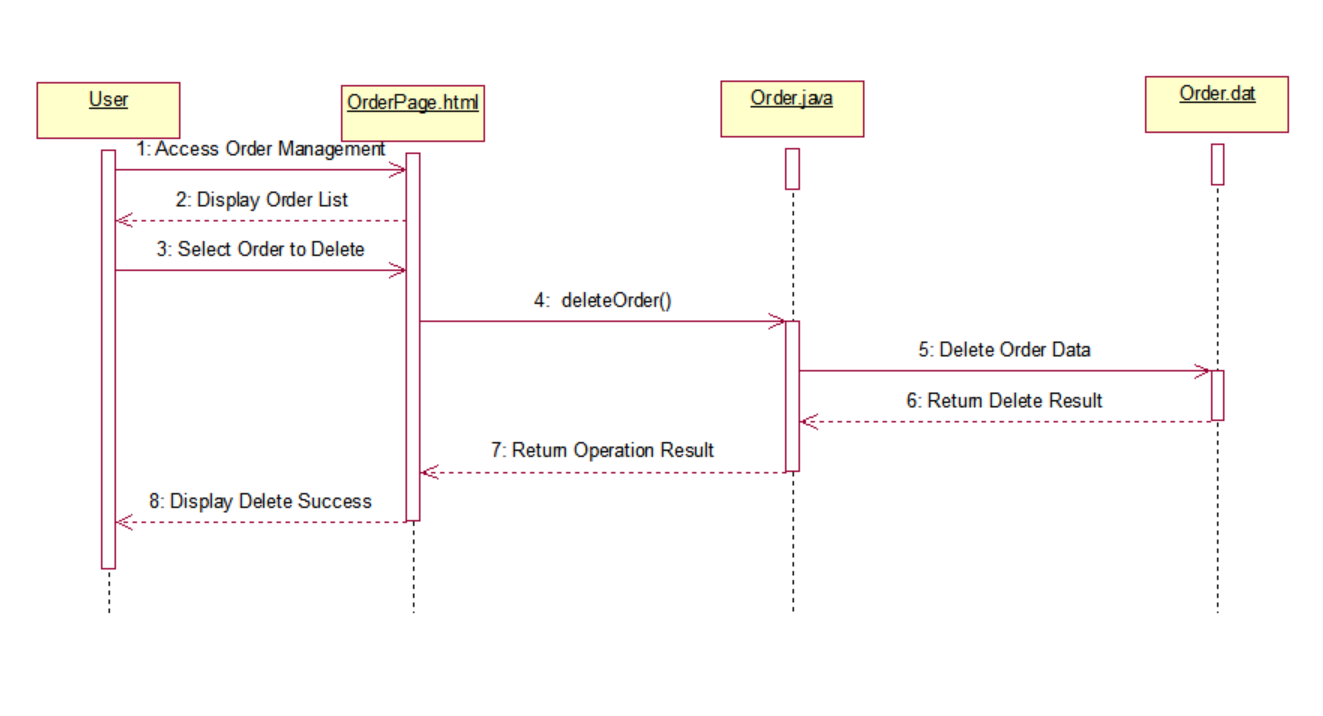 User
OrderPage.html
Order.java
Order.dat
1: Access Order Management
2: Display Order List
3: Select Order to Delete
4: deleteOrder()
5: Delete Order Data
6: Return Delete Result
7: Return Operation Result
8: Display Delete Success